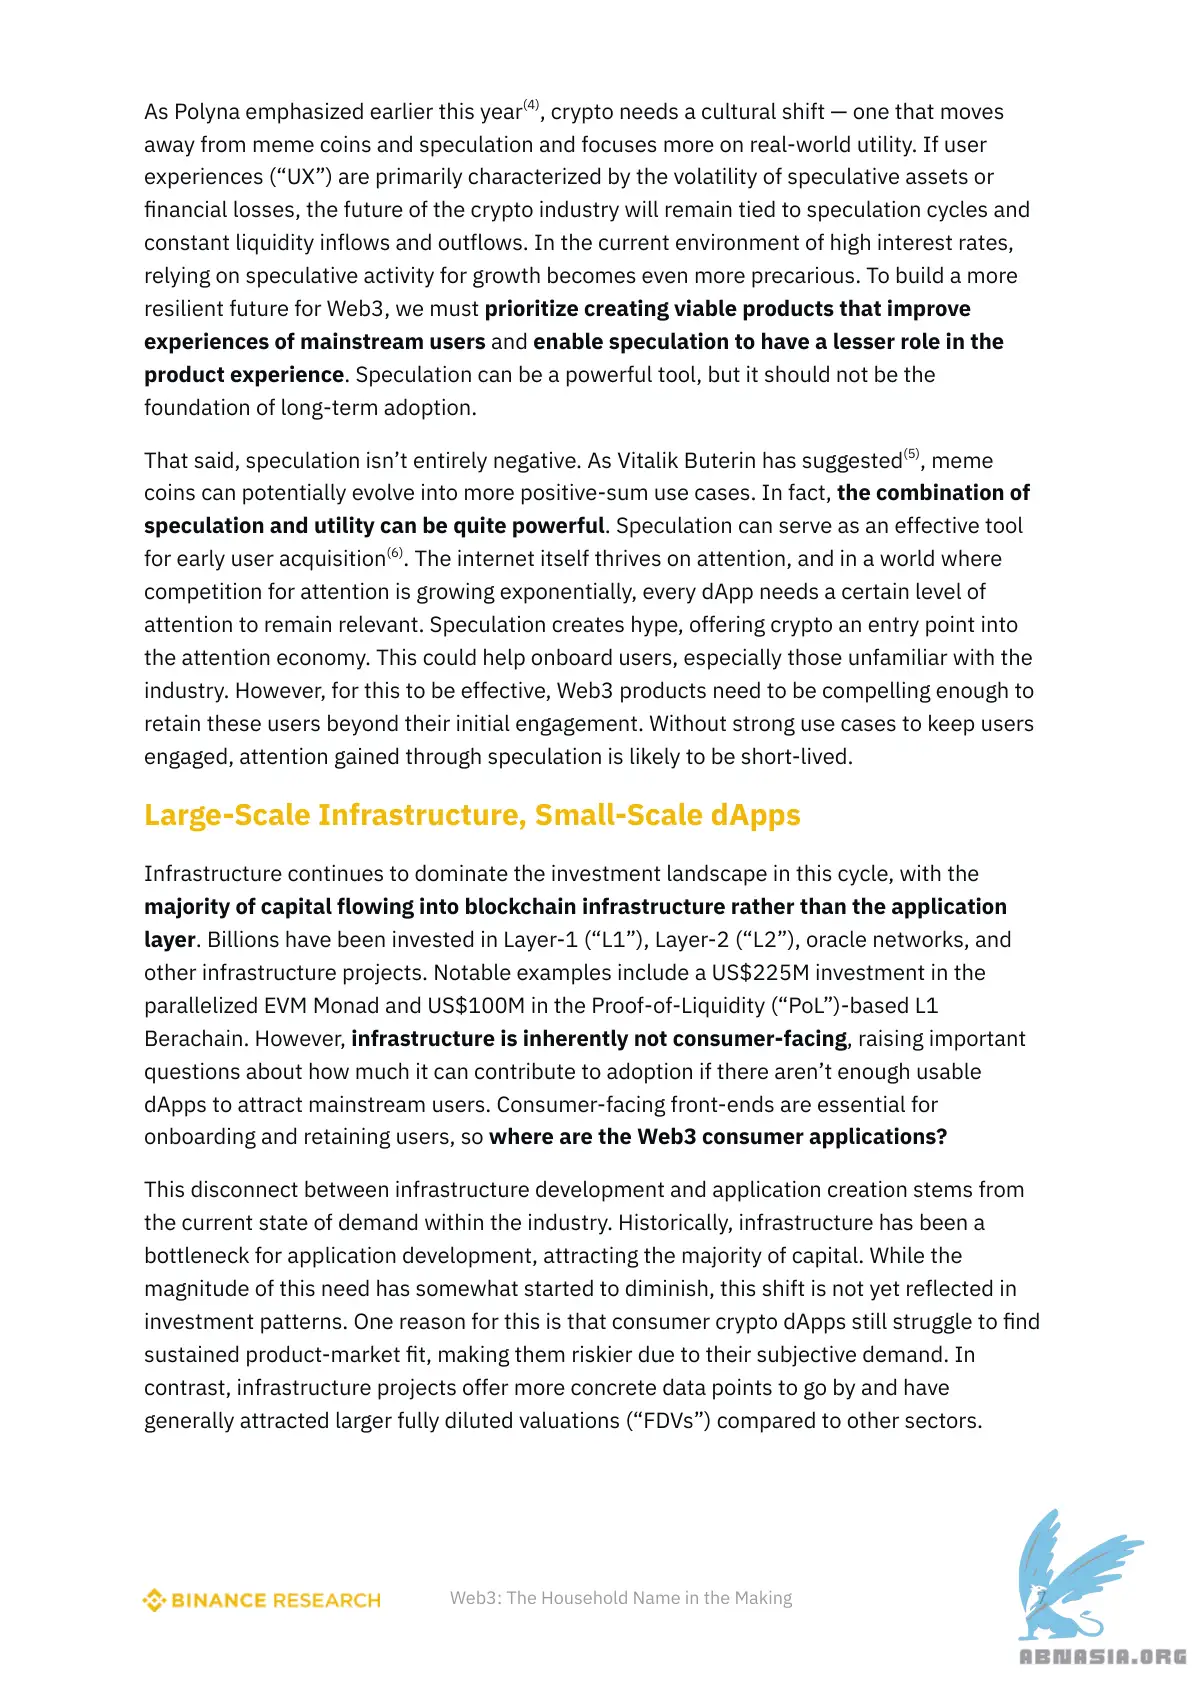 As Polyna emphasized earlier this year(4), crypto needs a cultural shift — one that moves
away from meme coins and speculation and focuses more on real-world utility. If user
experiences (“UX”) are primarily characterized by the volatility of speculative assets or
financial losses, the future of the crypto industry will remain tied to speculation cycles and
constant liquidity inflows and outflows. In the current environment of high interest rates,
relying on speculative activity for growth becomes even more precarious. To build a more
resilient future for Web3, we must prioritize creating viable products that improve
experiences of mainstream users and enable speculation to have a lesser role in the
product experience. Speculation can be a powerful tool, but it should not be the
foundation of long-term adoption.
That said, speculation isn’t entirely negative. As Vitalik Buterin has suggested(5), meme
coins can potentially evolve into more positive-sum use cases. In fact, the combination of
speculation and utility can be quite powerful. Speculation can serve as an effective tool
for early user acquisition(6). The internet itself thrives on attention, and in a world where
competition for attention is growing exponentially, every dApp needs a certain level of
attention to remain relevant. Speculation creates hype, offering crypto an entry point into
the attention economy. This could help onboard users, especially those unfamiliar with the
industry. However, for this to be effective, Web3 products need to be compelling enough to
retain these users beyond their initial engagement. Without strong use cases to keep users
engaged, attention gained through speculation is likely to be short-lived.
Large-Scale Infrastructure, Small-Scale dApps
Infrastructure continues to dominate the investment landscape in this cycle, with the
majority of capital flowing into blockchain infrastructure rather than the application
layer. Billions have been invested in Layer-1 (“L1”), Layer-2 (“L2”), oracle networks, and
other infrastructure projects. Notable examples include a US$225M investment in the
parallelized EVM Monad and US$100M in the Proof-of-Liquidity (“PoL”)-based L1
Berachain. However, infrastructure is inherently not consumer-facing, raising important
questions about how much it can contribute to adoption if there aren’t enough usable
dApps to attract mainstream users. Consumer-facing front-ends are essential for
onboarding and retaining users, so where are the Web3 consumer applications?
This disconnect between infrastructure development and application creation stems from
the current state of demand within the industry. Historically, infrastructure has been a
bottleneck for application development, attracting the majority of capital. While the
magnitude of this need has somewhat started to diminish, this shift is not yet reflected in
investment patterns. One reason for this is that consumer crypto dApps still struggle to find
sustained product-market fit, making them riskier due to their subjective demand. In
contrast, infrastructure projects offer more concrete data points to go by and have
generally attracted larger fully diluted valuations (“FDVs”) compared to other sectors.
BINANCE RESEARCH
Web3: The Household Name in the Making
ABNASIA.ORG